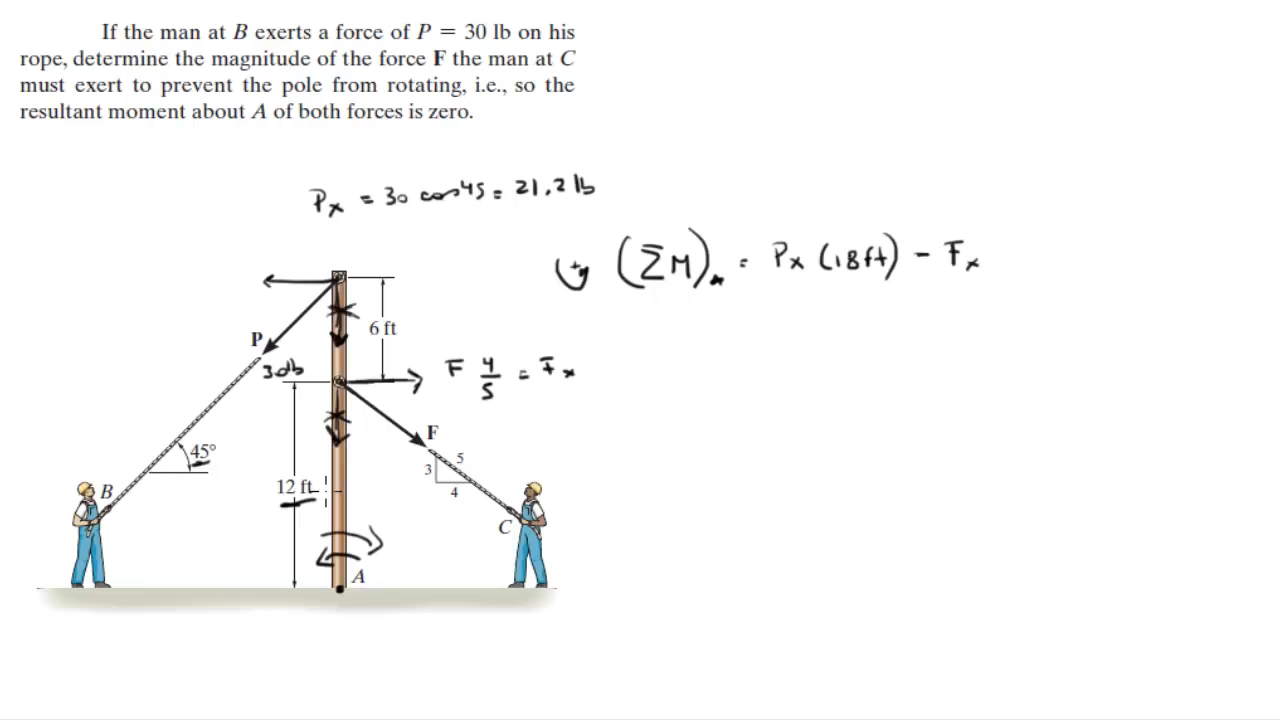 If the man at B exerts a force of P = 30 lb on his
rope, determine the magnitude of the force F the man at C
must exert to prevent the pole from rotating, i.e., so the
resultant moment about A of both forces is zero.
Px = 30 cos45 = 21,2 lb
+ (ΣM)A = Px (18ft) - Fx
6 ft
P
30lb
F 4/5 = Fx
F
45°
5
3
4
12 ft
B
C
A